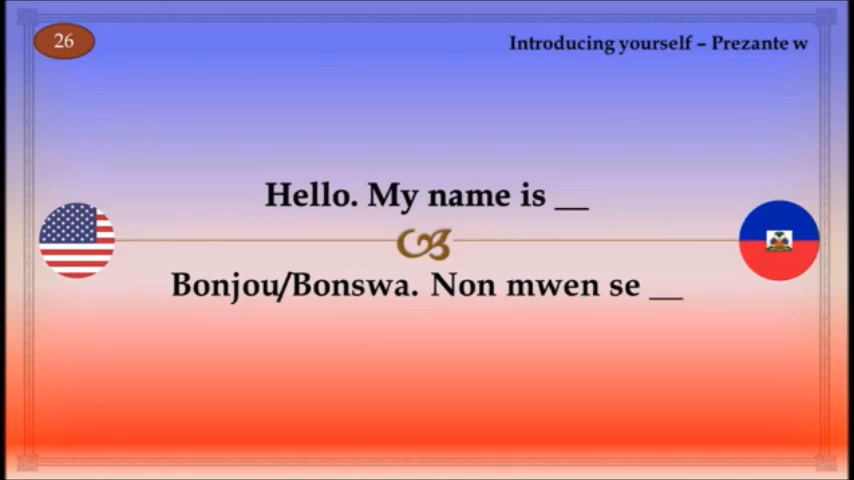 26
Introducing yourself – Prezante w
Hello. My name is __
Bonjou/Bonswa. Non mwen se __